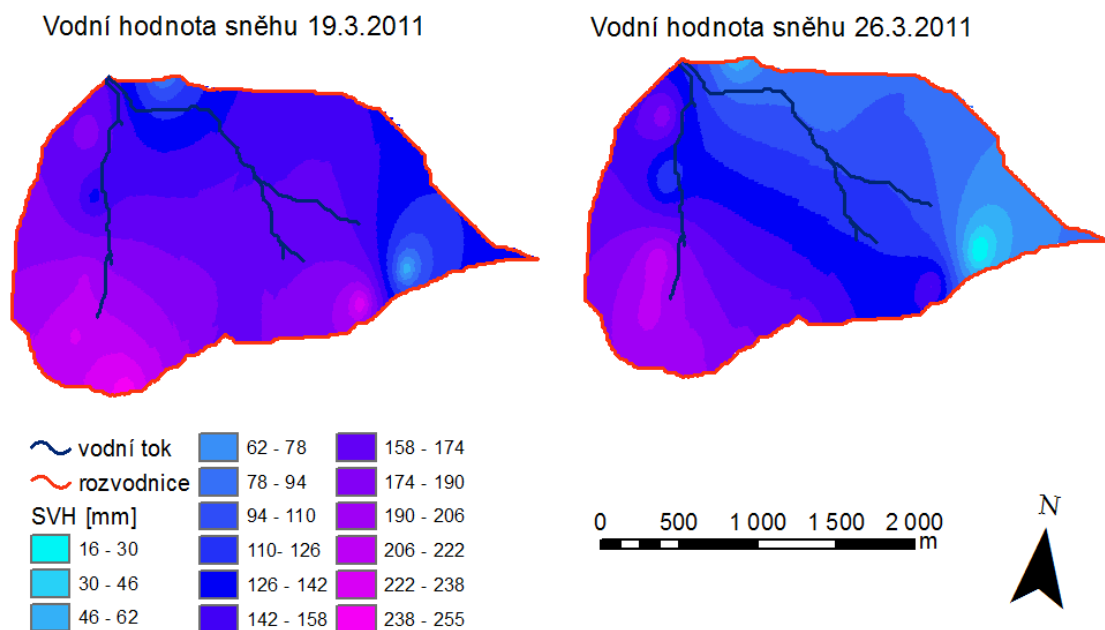 Vodní hodnota sněhu 19.3.2011
Vodní hodnota sněhu 26.3.2011
vodní tok
rozvodnice
SVH [mm]
16 - 30
30 - 46
46 - 62
62 - 78
78 - 94
94 - 110
110- 126
126 - 142
142 - 158
158 - 174
174 - 190
190 - 206
206 - 222
222 - 238
238 - 255
0 500 1 000 1 500 2 000
m
N